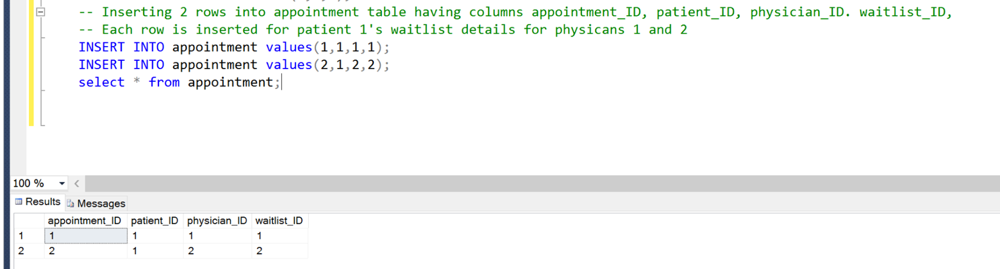 -- Inserting 2 rows into appointment table having columns appointment_ID, patient_ID, physician_ID. waitlist_ID,
-- Each row is inserted for patient 1's waitlist details for physicans 1 and 2
INSERT INTO appointment values(1,1,1,1);
INSERT INTO appointment values(2,1,2,2);
select * from appointment;
100 %
Results Messages
appointment_ID patient_ID physician_ID waitlist_ID
1 1 1 1 1
2 2 1 2 2